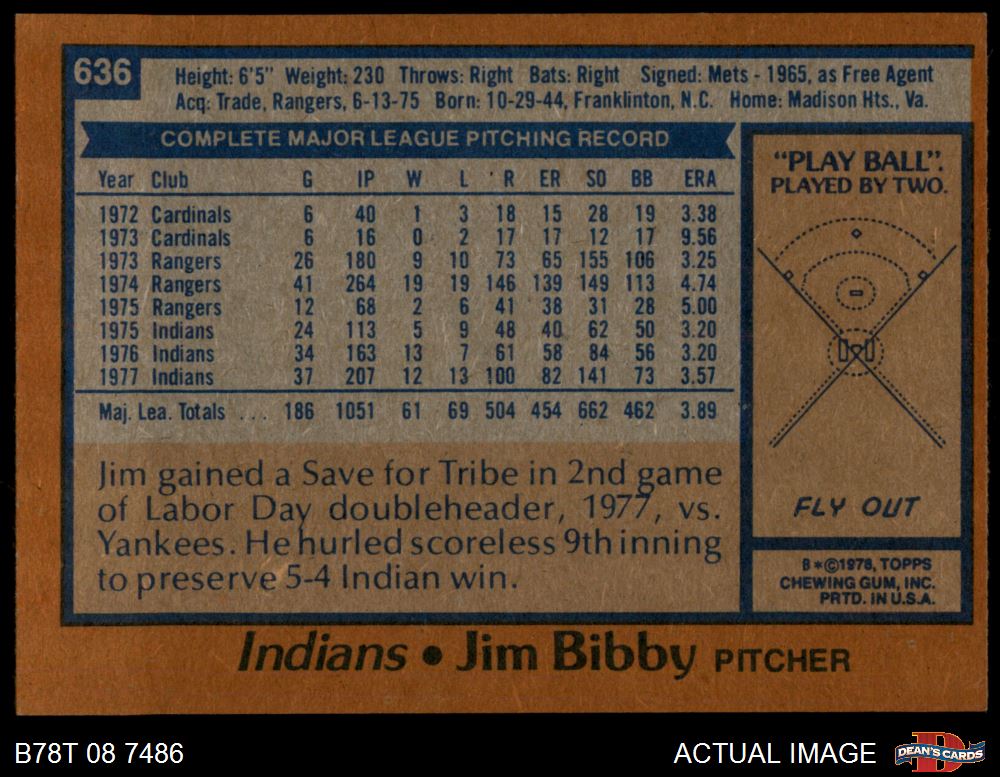 636
Height: 6'5" Weight: 230 Throws: Right Bats: Right Signed: Mets - 1965, as Free Agent
Acq: Trade, Rangers, 6-13-75 Born: 10-29-44, Franklinton, N.C. Home: Madison Hts., Va.
COMPLETE MAJOR LEAGUE PITCHING RECORD
Year Club G IP W L R ER SO BB ERA
1972 Cardinals 6 40 1 3 18 15 28 19 3.38
1973 Cardinals 6 16 0 2 17 17 12 17 9.56
1973 Rangers 26 180 9 10 73 65 155 106 3.25
1974 Rangers 41 264 19 19 146 139 149 113 4.74
1975 Rangers 12 68 2 6 41 38 31 28 5.00
1975 Indians 24 113 5 9 48 40 62 50 3.20
1976 Indians 34 163 13 7 61 58 84 56 3.20
1977 Indians 37 207 12 13 100 82 141 73 3.57
Maj. Lea. Totals ... 186 1051 61 69 504 454 662 462 3.89
Jim gained a Save for Tribe in 2nd game
of Labor Day doubleheader, 1977, vs.
Yankees. He hurled scoreless 9th inning
to preserve 5-4 Indian win.
"PLAY BALL".
PLAYED BY TWO.
FLY OUT
B*©1978, TOPPS
CHEWING GUM, INC.
PRTD. IN U.S.A.
Indians • Jim Bibby PITCHER
B78T 08 7486
ACTUAL IMAGE
D
DEAN'S CARDS